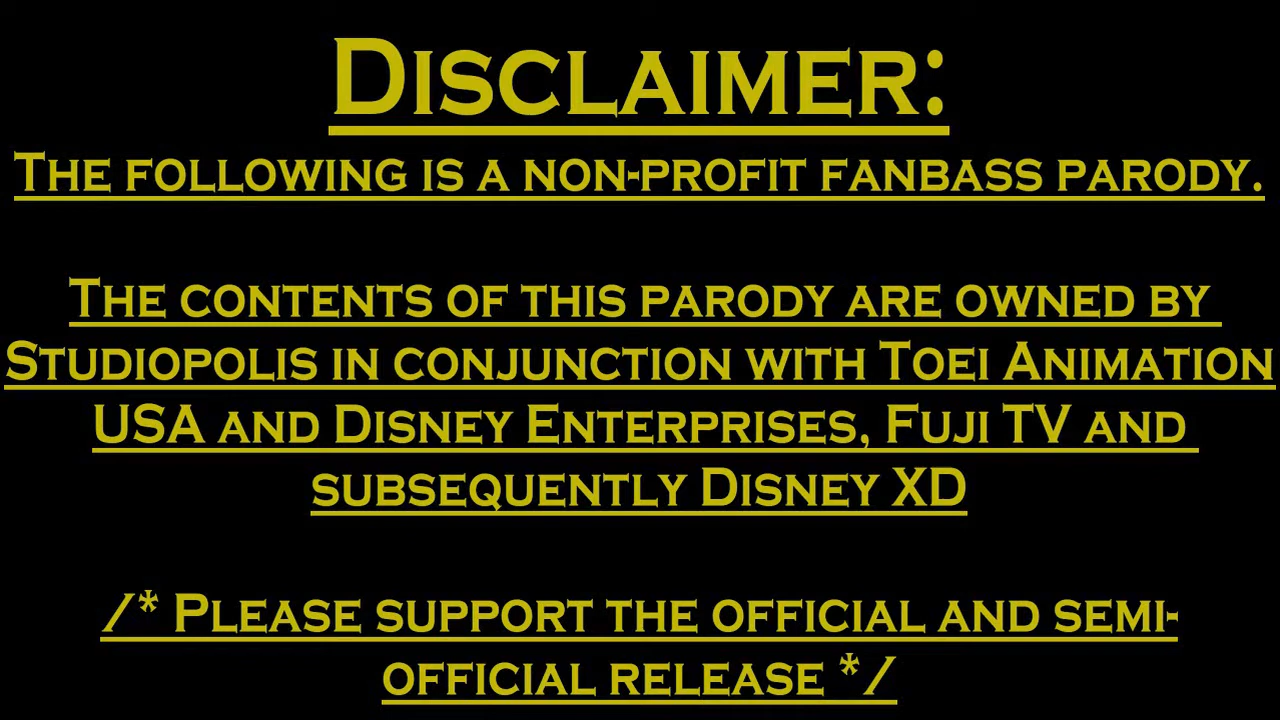 Disclaimer:
The following is a non-profit fanbass parody.
The contents of this parody are owned by
Studiopolis in conjunction with Toei Animation
USA and Disney Enterprises, Fuji TV and
subsequently Disney XD
/* Please support the official and semi-
official release */